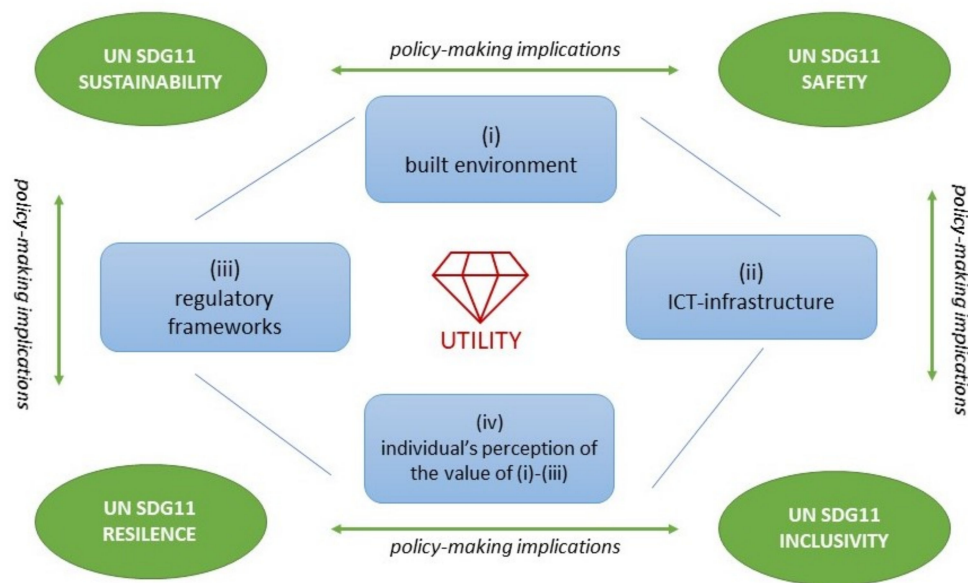 UN SDG11
SUSTAINABILITY
policy-making implications
UN SDG11
SAFETY
(i)
built environment
policy-making implications
(iii)
regulatory
frameworks
UTILITY
(ii)
ICT-infrastructure
policy-making implications
(iv)
individual's perception of
the value of (i)-(iii)
UN SDG11
RESILENCE
policy-making implications
UN SDG11
INCLUSIVITY